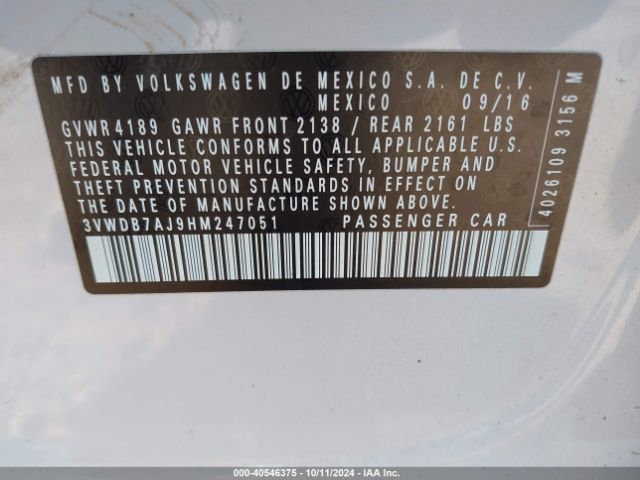 MFD BY VOLKSWAGEN DE MEXICO S.A. DE C.V.
MEXICO 09/16
GVWR 4189 GAWR FRONT 2138 / REAR 2161 LBS
THIS VEHICLE CONFORMS TO ALL APPLICABLE U.S.
FEDERAL MOTOR VEHICLE SAFETY, BUMPER AND
THEFT PREVENTION STANDARDS IN EFFECT ON
THE DATE OF MANUFACTURE SHOWN ABOVE.
3VWDB7AJ9HM247051 PASSENGER CAR
4026109 3156 M
000-40546375 - 10/11/2024 - IAA Inc.